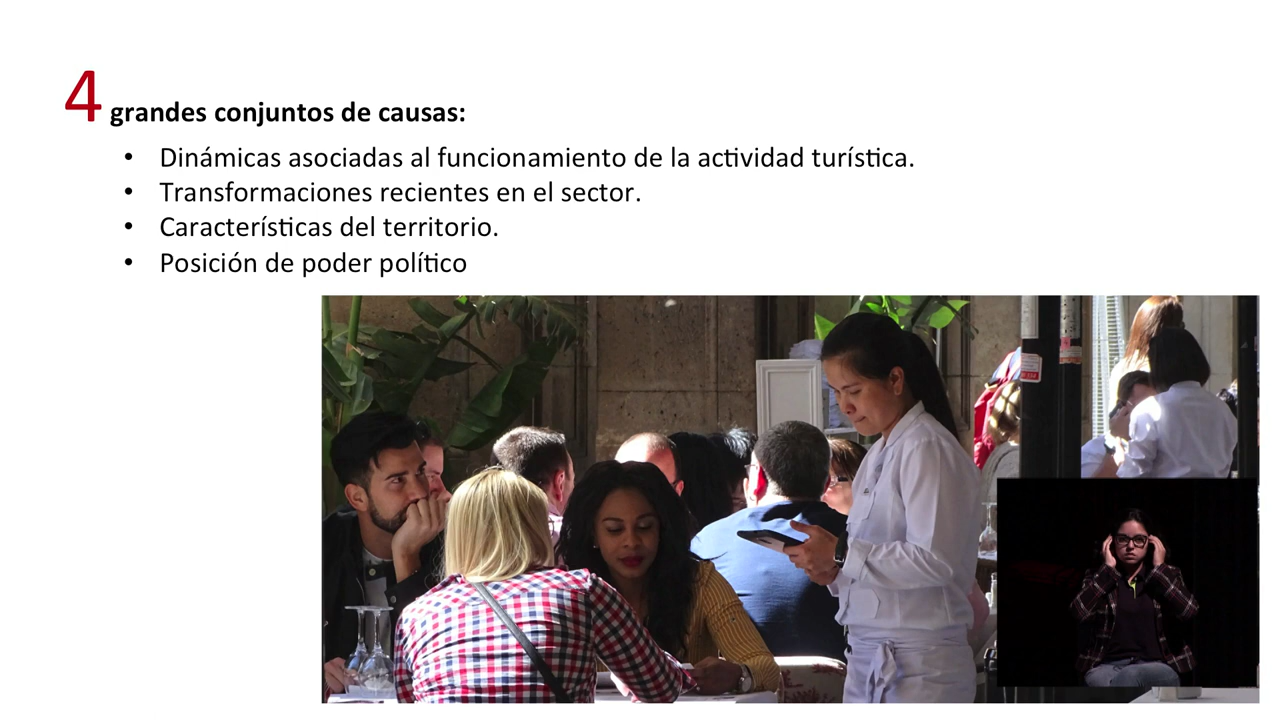 4 grandes conjuntos de causas:
• Dinámicas asociadas al funcionamiento de la actividad turística.
• Transformaciones recientes en el sector.
• Características del territorio.
• Posición de poder político